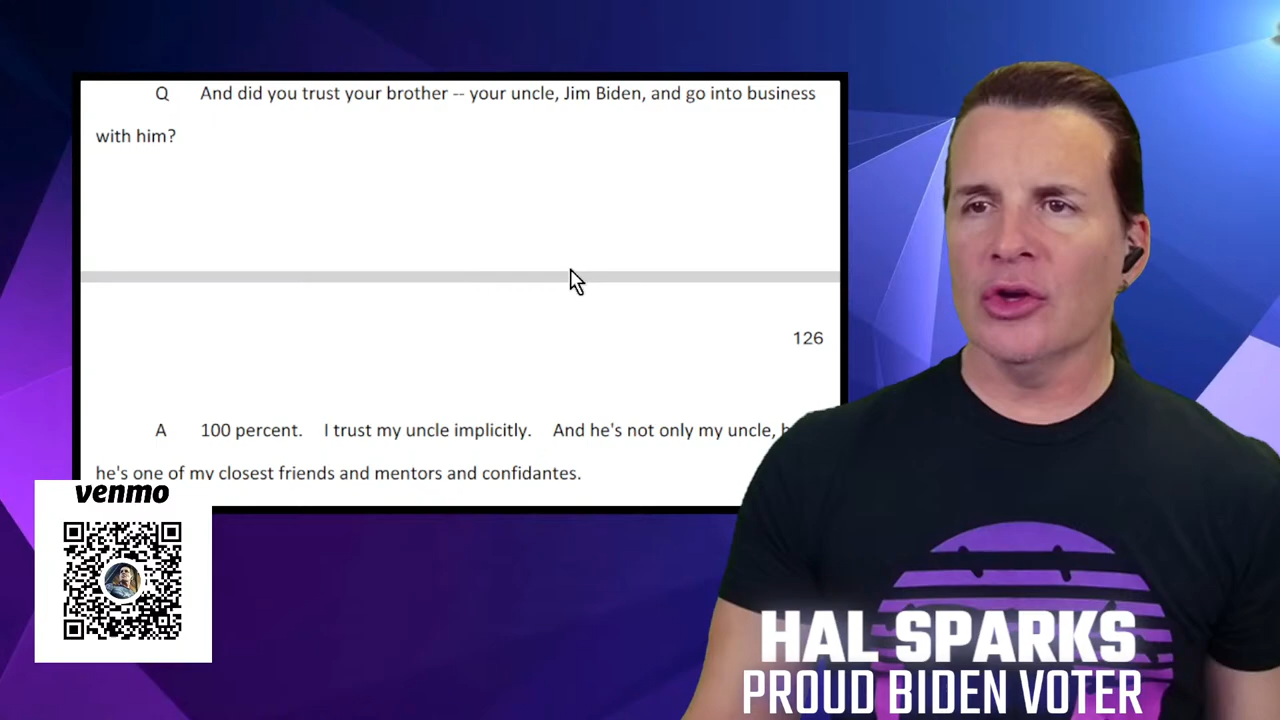 Q And did you trust your brother -- your uncle, Jim Biden, and go into business
with him?
126
A 100 percent. I trust my uncle implicitly. And he's not only my uncle,
he's one of my closest friends and mentors and confidantes.
venmo
HAL SPARKS
PROUD BIDEN VOTER